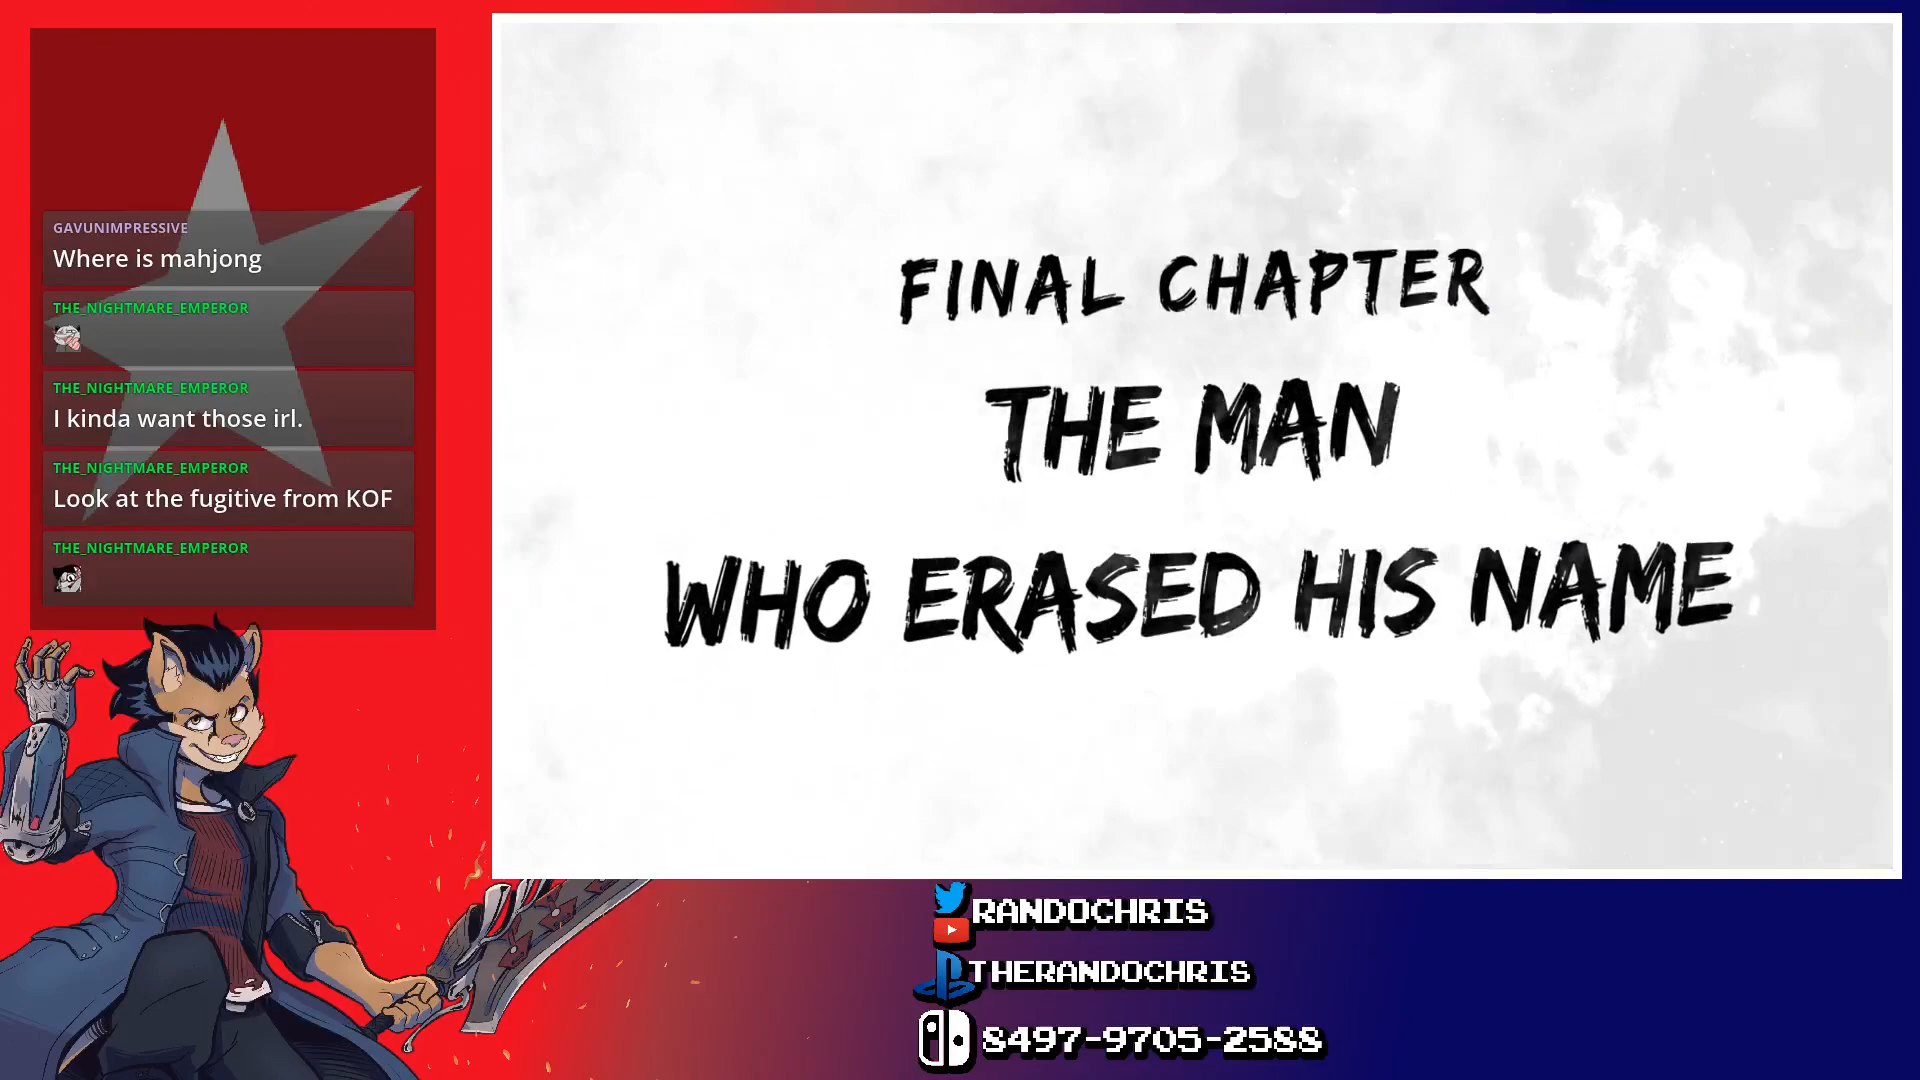 GAVUNIMPRESSIVE
Where is mahjong
THE_NIGHTMARE_EMPEROR
THE_NIGHTMARE_EMPEROR
I kinda want those irl.
THE_NIGHTMARE_EMPEROR
Look at the fugitive from KOF
THE_NIGHTMARE_EMPEROR
FINAL CHAPTER
THE MAN
WHO ERASED HIS NAME
RANDOCHRIS
THERANDOCHRIS
8497-9705-2588